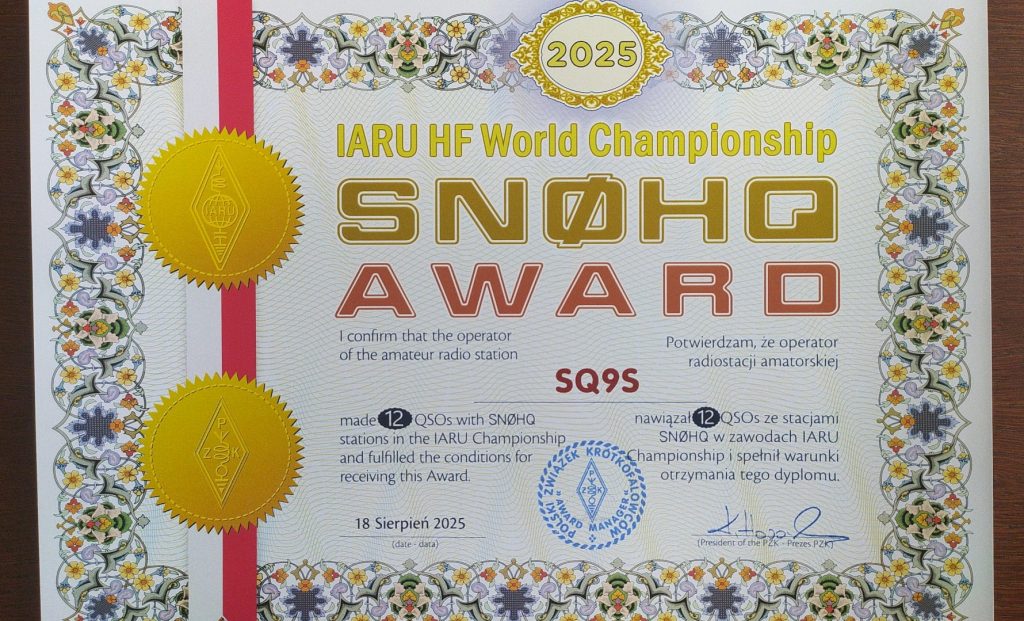 2025
IARU HF World Championship
SNØHQ
AWARD
I confirm that the operator
of the amateur radio station
Potwierdzam, że operator
radiostacji amatorskiej
SQ9S
made 12 QSOs with SNØHQ
stations in the IARU Championship
and fulfilled the conditions for
receiving this Award.
nawiązał 12 QSOs ze stacjami
SNØHQ w zawodach IARU
Championship i spełnił warunki
otrzymania tego dyplomu.
POLSKI ZWIĄZEK KRÓTKOFALOWCÓW
AWARD MANAGER
P
Z K
18 Sierpień 2025
(date - data)
(President of the PZK - Prezes PZK)
IARU
P
Z K